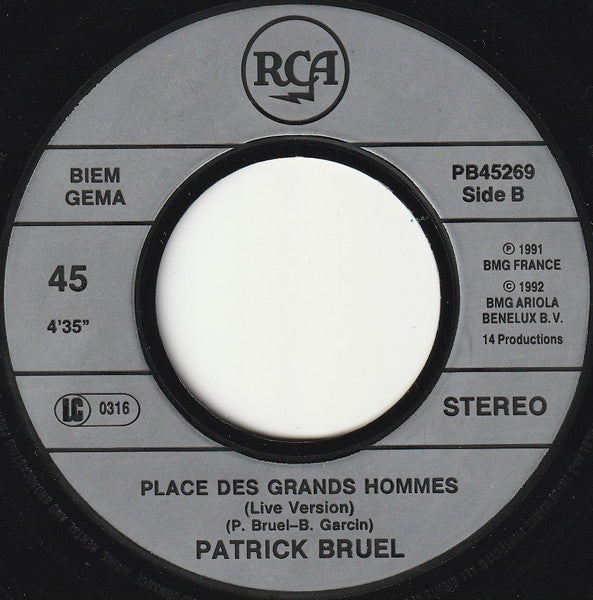 RCA
BIEM
GEMA
PB45269
Side B
45
4'35"
℗ 1991
BMG FRANCE
© 1992
BMG ARIOLA
BENELUX B.V.
14 Productions
LC 0316
STEREO
PLACE DES GRANDS HOMMES
(Live Version)
(P. Bruel–B. Garcin)
PATRICK BRUEL